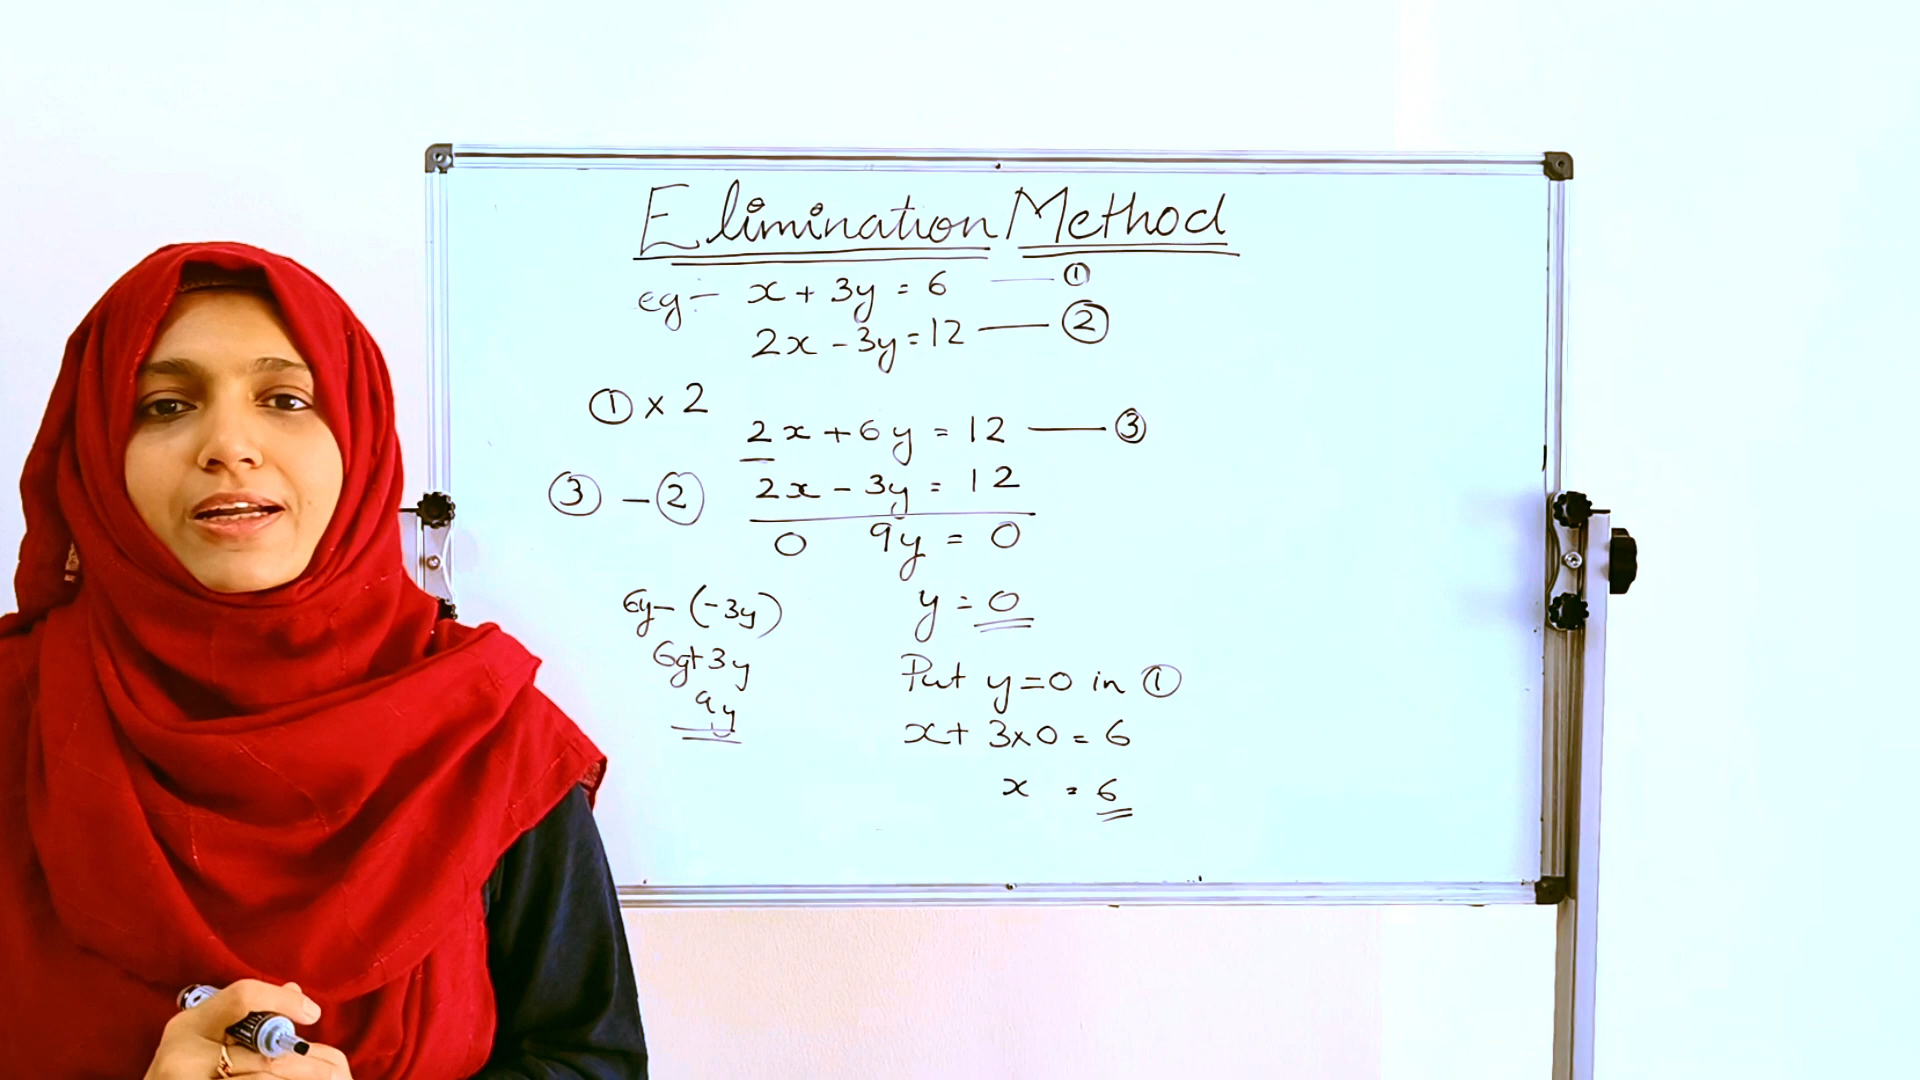 Elimination Method
eg:- x + 3y = 6 —— ①
2x - 3y = 12 —— ②
① x 2
2x + 6y = 12 —— ③
③ - ② 2x - 3y = 12
0 9y = 0
6y - (-3y)
6y + 3y
9y
y = 0
Put y = 0 in ①
x + 3x0 = 6
x = 6